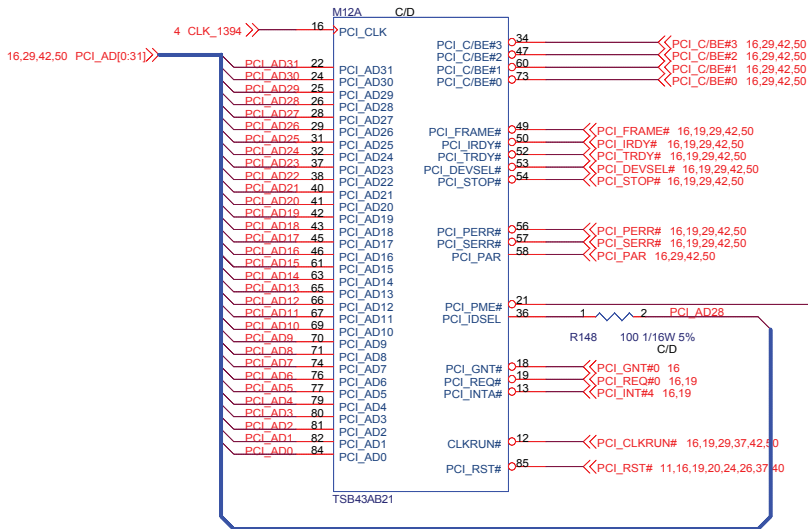 M12A C/D
4 CLK_1394 16 PCI_CLK
16,29,42,50 PCI_AD[0:31]
PCI_AD31 22 PCI_AD31
PCI_AD30 24 PCI_AD30
PCI_AD29 25 PCI_AD29
PCI_AD28 26 PCI_AD28
PCI_AD27 28 PCI_AD27
PCI_AD26 29 PCI_AD26
PCI_AD25 31 PCI_AD25
PCI_AD24 32 PCI_AD24
PCI_AD23 37 PCI_AD23
PCI_AD22 38 PCI_AD22
PCI_AD21 40 PCI_AD21
PCI_AD20 41 PCI_AD20
PCI_AD19 42 PCI_AD19
PCI_AD18 43 PCI_AD18
PCI_AD17 45 PCI_AD17
PCI_AD16 46 PCI_AD16
PCI_AD15 61 PCI_AD15
PCI_AD14 63 PCI_AD14
PCI_AD13 65 PCI_AD13
PCI_AD12 66 PCI_AD12
PCI_AD11 67 PCI_AD11
PCI_AD10 69 PCI_AD10
PCI_AD9 70 PCI_AD9
PCI_AD8 71 PCI_AD8
PCI_AD7 74 PCI_AD7
PCI_AD6 76 PCI_AD6
PCI_AD5 77 PCI_AD5
PCI_AD4 79 PCI_AD4
PCI_AD3 80 PCI_AD3
PCI_AD2 81 PCI_AD2
PCI_AD1 82 PCI_AD1
PCI_AD0 84 PCI_AD0
PCI_C/BE#3 34 PCI_C/BE#3 16,29,42,50
PCI_C/BE#2 47 PCI_C/BE#2 16,29,42,50
PCI_C/BE#1 60 PCI_C/BE#1 16,29,42,50
PCI_C/BE#0 73 PCI_C/BE#0 16,29,42,50
PCI_FRAME# 49 PCI_FRAME# 16,19,29,42,50
PCI_IRDY# 50 PCI_IRDY# 16,19,29,42,50
PCI_TRDY# 52 PCI_TRDY# 16,19,29,42,50
PCI_DEVSEL# 53 PCI_DEVSEL# 16,19,29,42,50
PCI_STOP# 54 PCI_STOP# 16,19,29,42,50
PCI_PERR# 56 PCI_PERR# 16,19,29,42,50
PCI_SERR# 57 PCI_SERR# 16,19,29,42,50
PCI_PAR 58 PCI_PAR 16,29,42,50
PCI_PME# 21
PCI_IDSEL 36 1 2 PCI_AD28
R148 100 1/16W 5%
C/D
PCI_GNT# 18 PCI_GNT#0 16
PCI_REQ# 19 PCI_REQ#0 16,19
PCI_INTA# 13 PCI_INT#4 16,19
CLKRUN# 12 PCI_CLKRUN# 16,19,29,37,42,50
PCI_RST# 85 PCI_RST# 11,16,19,20,24,26,37,40
TSB43AB21